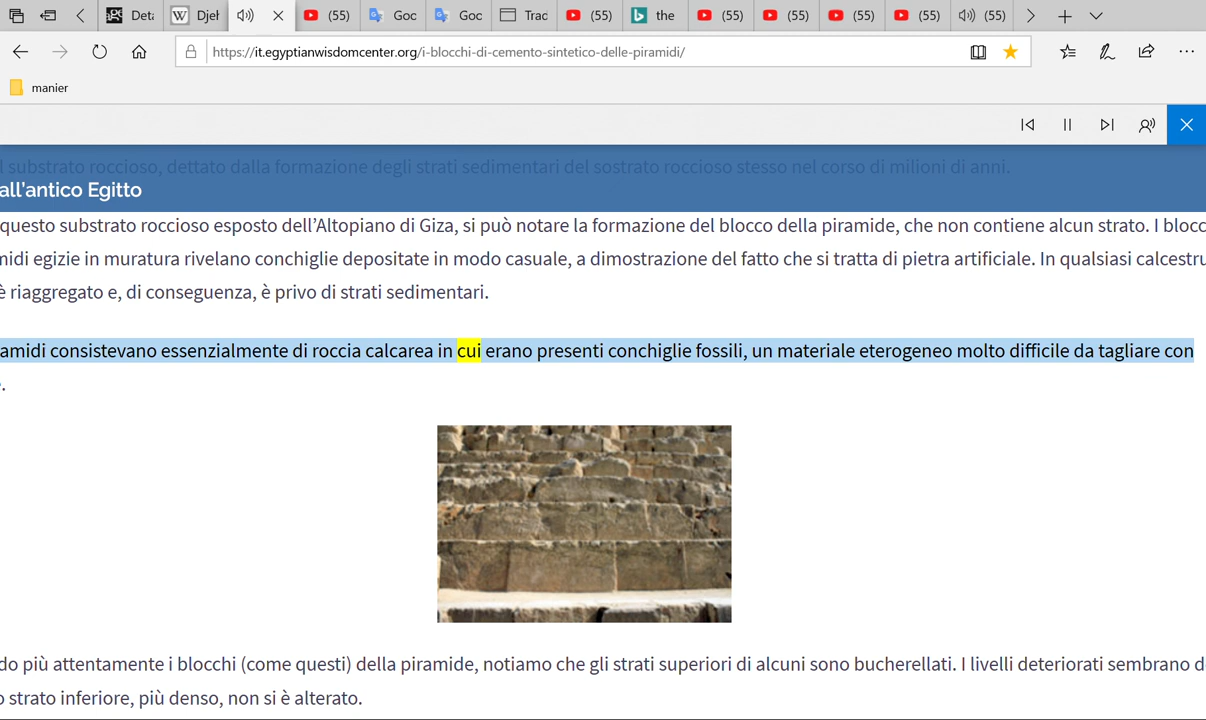 Deta
Djeh
(55)
Goc
Goc
Trac
(55)
the
(55)
(55)
(55)
(55)
(55)
https://it.egyptianwisdomcenter.org/i-blocchi-di-cemento-sintetico-delle-piramidi/
manier
l substrato roccioso, dettato dalla formazione degli strati sedimentari del sostrato roccioso stesso nel corso di milioni di anni.
all’antico Egitto
questo substrato roccioso esposto dell’Altopiano di Giza, si può notare la formazione del blocco della piramide, che non contiene alcun strato. I blocc
midi egizie in muratura rivelano conchiglie depositate in modo casuale, a dimostrazione del fatto che si tratta di pietra artificiale. In qualsiasi calcestru
è riaggregato e, di conseguenza, è privo di strati sedimentari.
amidi consistevano essenzialmente di roccia calcarea in cui erano presenti conchiglie fossili, un materiale eterogeneo molto difficile da tagliare con
.
do più attentamente i blocchi (come questi) della piramide, notiamo che gli strati superiori di alcuni sono bucherellati. I livelli deteriorati sembrano d
o strato inferiore, più denso, non si è alterato.